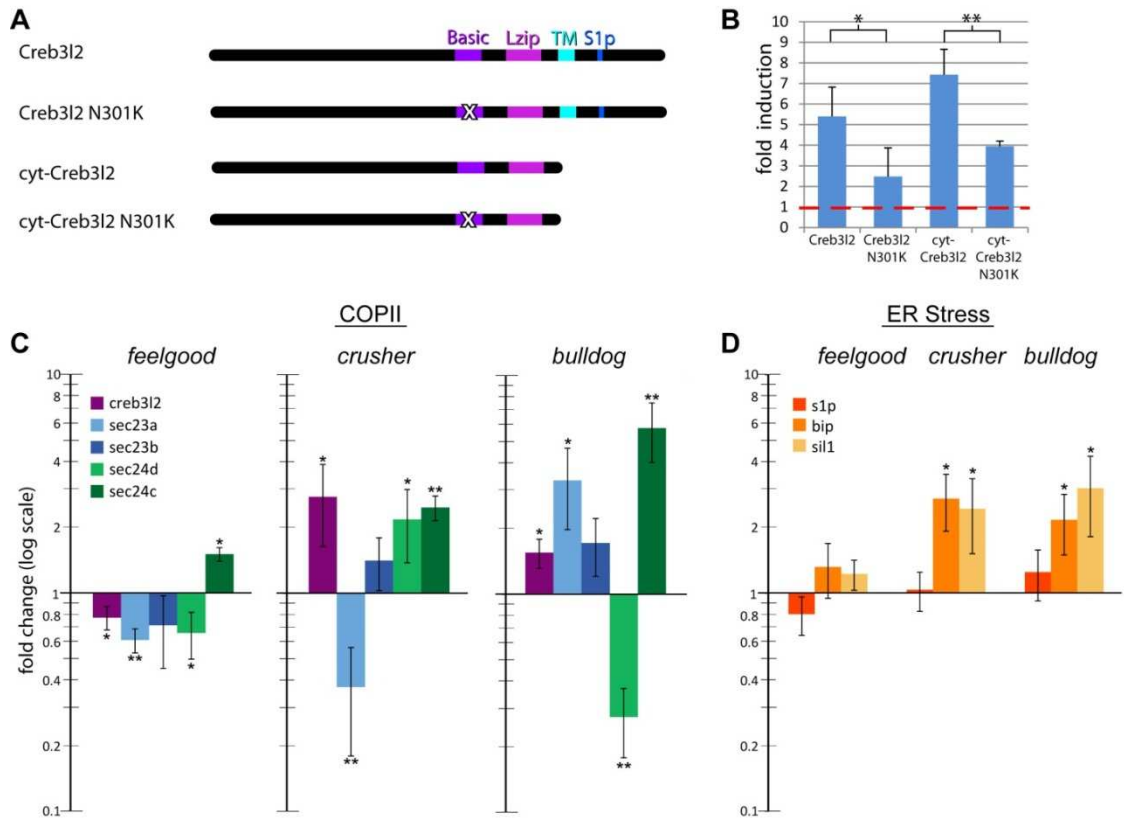 A
Basic Lzip TM S1p
Creb3l2
Creb3l2 N301K
X
cyt-Creb3l2
cyt-Creb3l2 N301K
X
B
* **
fold induction
10
9
8
7
6
5
4
3
2
1
0
Creb3l2
Creb3l2 N301K
cyt-Creb3l2
cyt-Creb3l2 N301K
COPII
C
feelgood crusher bulldog
fold change (log scale)
10
8
6
4
2
1
0.8
0.6
0.4
0.2
0.1
creb3l2
sec23a
sec23b
sec24d
sec24c
* ** * *
* ** * **
* * ** **
ER Stress
D
feelgood crusher bulldog
10
8
6
4
2
1
0.8
0.6
0.4
0.2
0.1
s1p
bip
sil1
* * * *